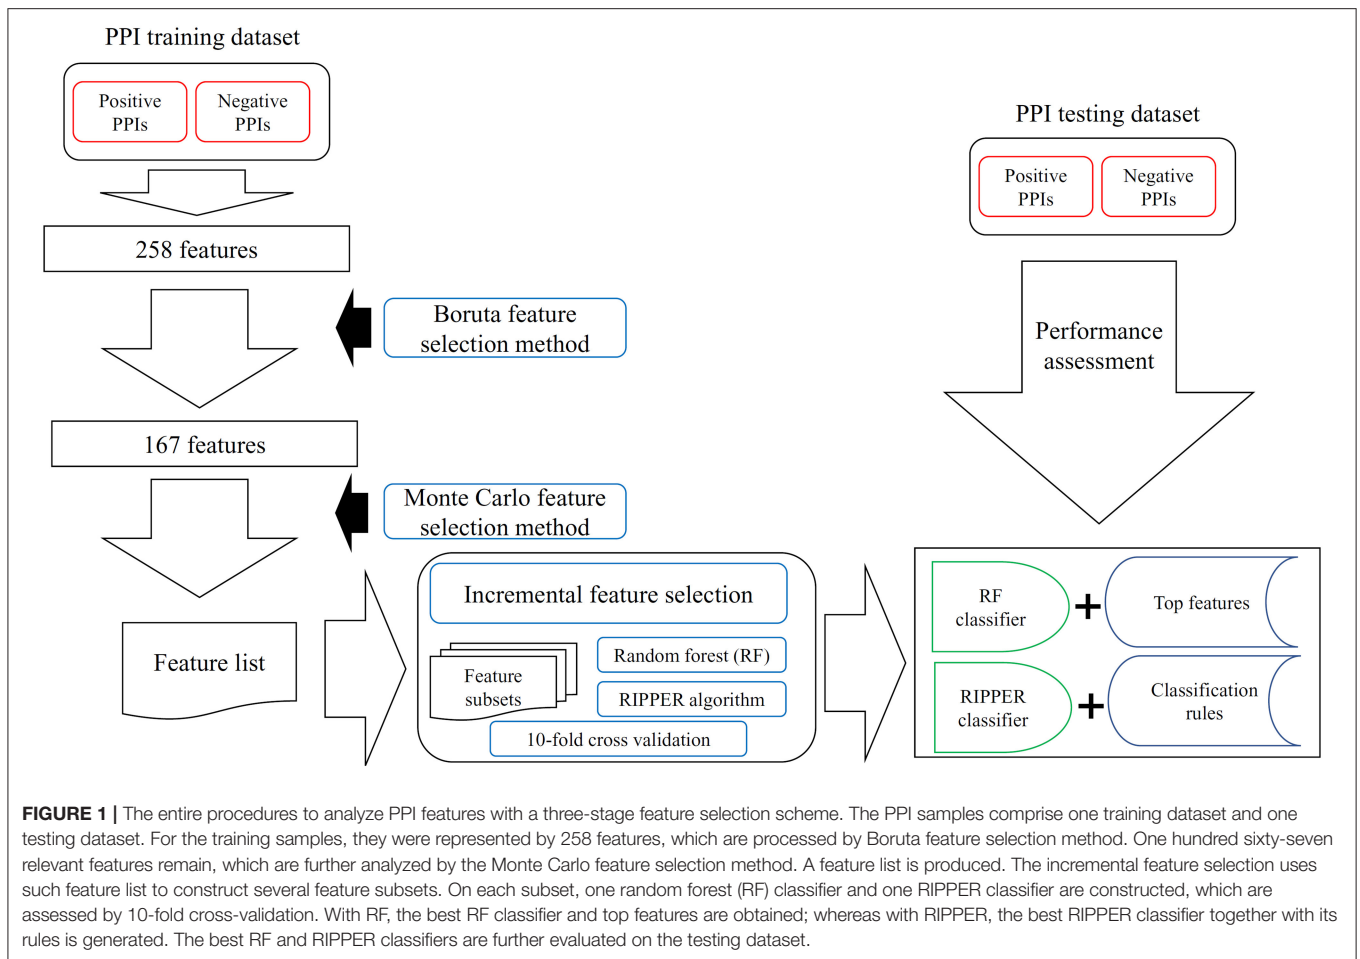 PPI training dataset
Positive
PPIs
Negative
PPIs
258 features
Boruta feature
selection method
167 features
Monte Carlo feature
selection method
Feature list
Incremental feature selection
Feature
subsets
Random forest (RF)
RIPPER algorithm
10-fold cross validation
PPI testing dataset
Positive
PPIs
Negative
PPIs
Performance
assessment
RF
classifier
+
Top features
RIPPER
classifier
+
Classification
rules
FIGURE 1 | The entire procedures to analyze PPI features with a three-stage feature selection scheme. The PPI samples comprise one training dataset and one
testing dataset. For the training samples, they were represented by 258 features, which are processed by Boruta feature selection method. One hundred sixty-seven
relevant features remain, which are further analyzed by the Monte Carlo feature selection method. A feature list is produced. The incremental feature selection uses
such feature list to construct several feature subsets. On each subset, one random forest (RF) classifier and one RIPPER classifier are constructed, which are
assessed by 10-fold cross-validation. With RF, the best RF classifier and top features are obtained; whereas with RIPPER, the best RIPPER classifier together with its
rules is generated. The best RF and RIPPER classifiers are further evaluated on the testing dataset.